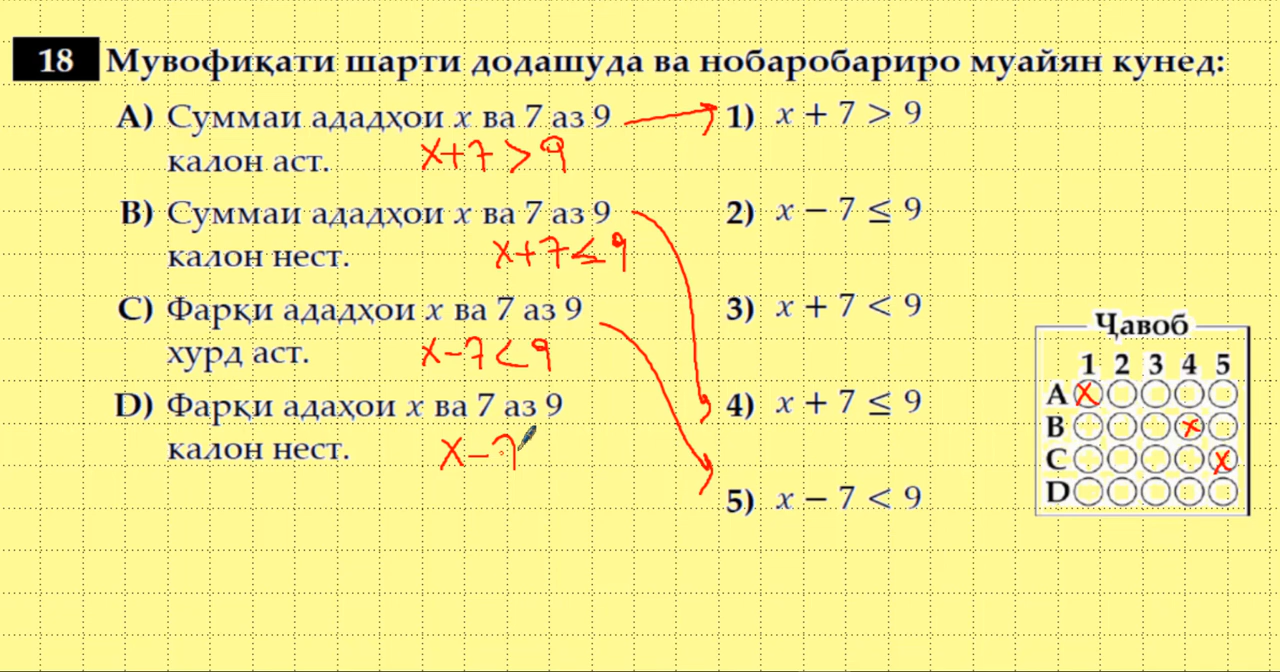 18 Мувофиқати шарти додашуда ва нобаробариро муайян кунед:
A) Суммаи ададҳои x ва 7 аз 9
калон аст.
x+7 > 9
B) Суммаи ададҳои x ва 7 аз 9
калон нест.
x+7 ≤ 9
C) Фарқи ададҳои x ва 7 аз 9
хурд аст.
x-7 < 9
D) Фарқи адаҳои x ва 7 аз 9
калон нест.
x-7
1) x + 7 > 9
2) x − 7 ≤ 9
3) x + 7 < 9
4) x + 7 ≤ 9
5) x − 7 < 9
Ҷавоб
1 2 3 4 5
A x
B x
C x
D